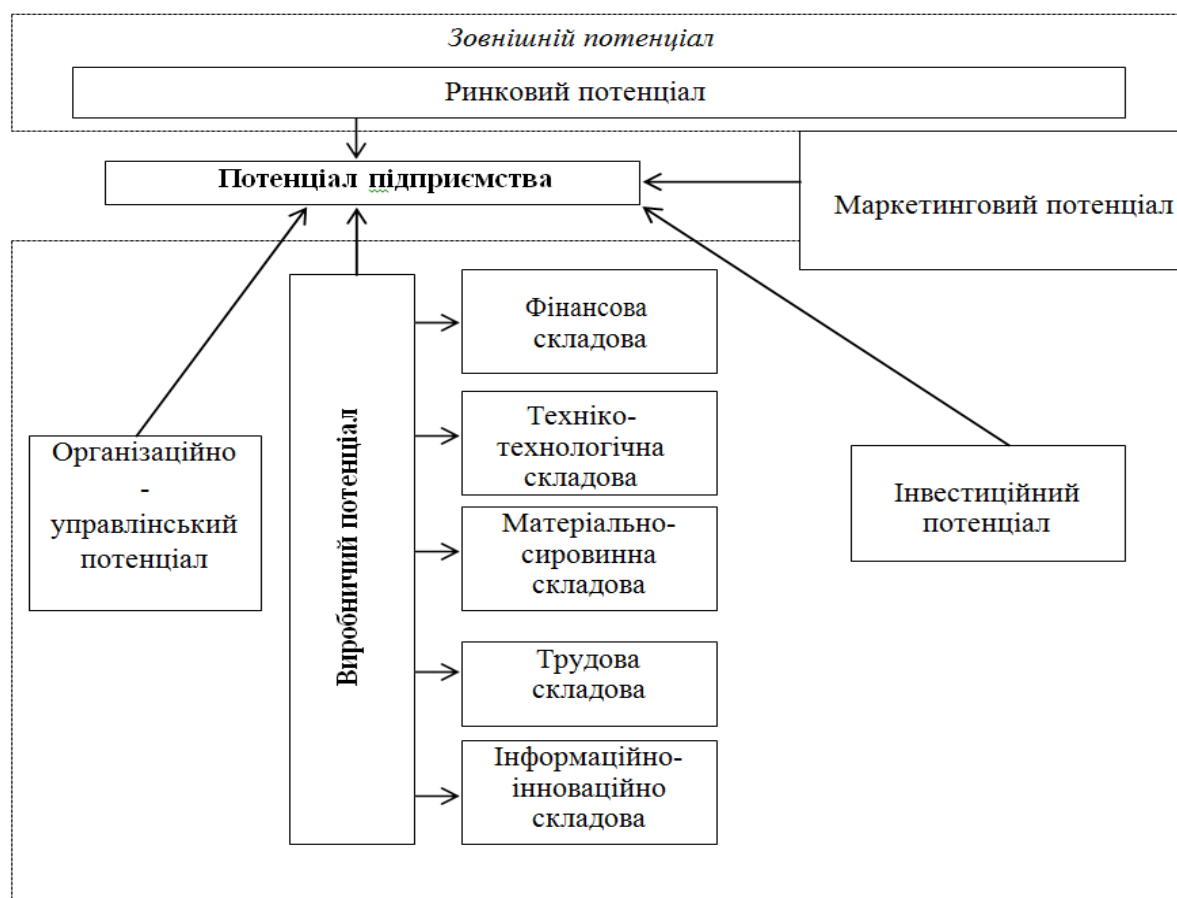 Зовнішній потенціал
Ринковий потенціал
Потенціал підприємства
Маркетинговий потенціал
Фінансова
складова
Техніко-
технологічна
складова
Організаційно
-
управлінський
потенціал
Виробничий потенціал
Інвестиційний
потенціал
Матеріально-
сировинна
складова
Трудова
складова
Інформаційно-
інноваційно
складова